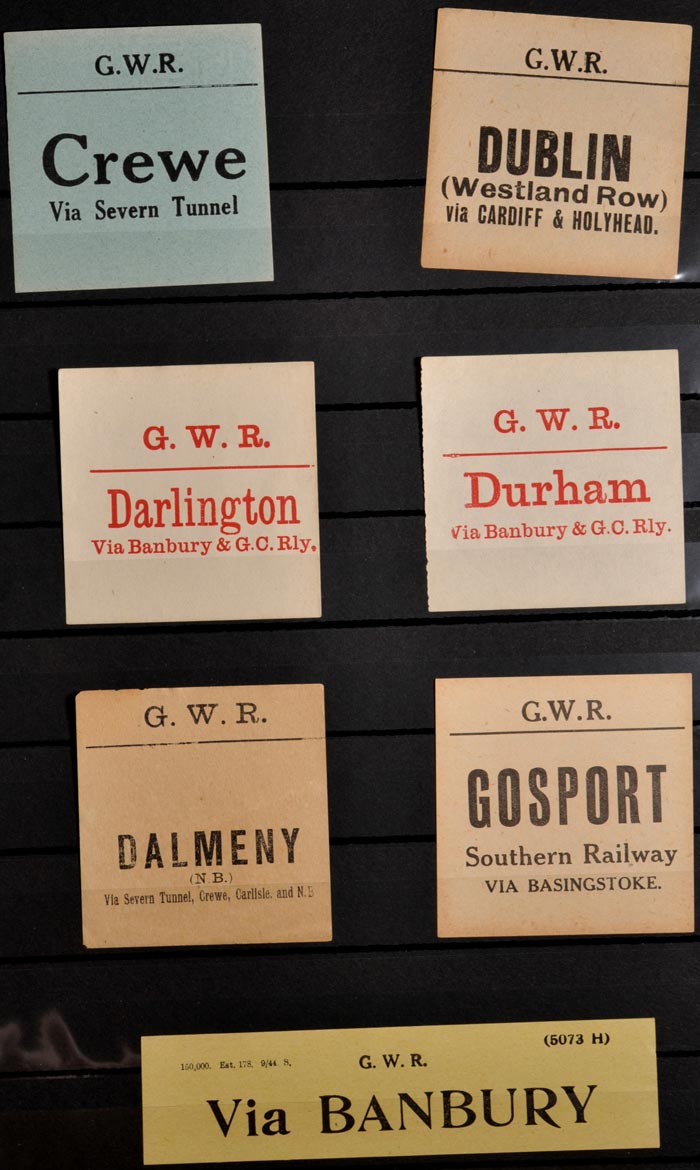 G.W.R.
Crewe
Via Severn Tunnel
G.W.R.
DUBLIN
(Westland Row)
via CARDIFF & HOLYHEAD.
G. W. R.
Darlington
Via Banbury & G.C. Rly.
G. W. R.
Durham
Via Banbury & G.C. Rly.
G. W. R.
DALMENY
(N.B.)
Via Severn Tunnel, Crewe, Carlisle. and N.B
G.W.R.
GOSPORT
Southern Railway
VIA BASINGSTOKE.
(5073 H)
150,000. Est. 178. 9/44 S. G. W. R.
Via BANBURY